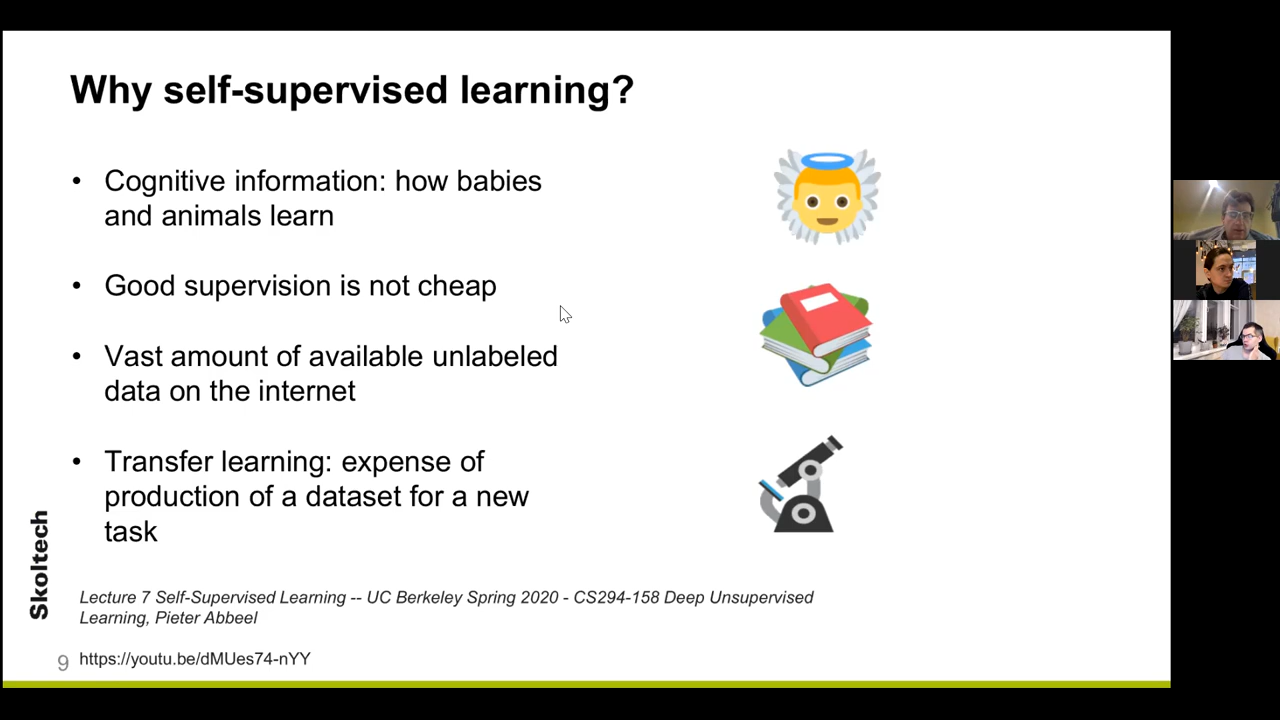 Why self-supervised learning?
• Cognitive information: how babies
and animals learn
• Good supervision is not cheap
• Vast amount of available unlabeled
data on the internet
• Transfer learning: expense of
production of a dataset for a new
task
Skoltech
Lecture 7 Self-Supervised Learning -- UC Berkeley Spring 2020 - CS294-158 Deep Unsupervised
Learning, Pieter Abbeel
9 https://youtu.be/dMUes74-nYY